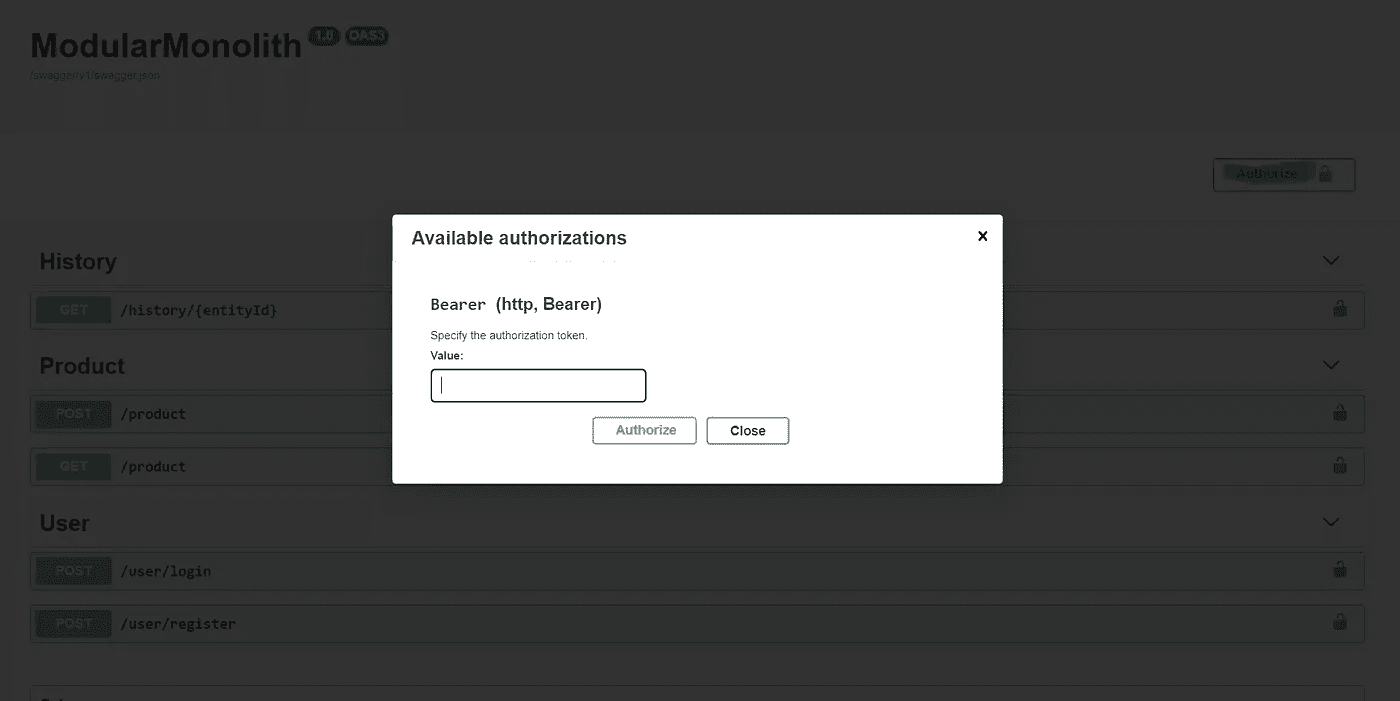 ModularMonolith 1.0 OAS3
/swagger/v1/swagger.json
Authorize
Available authorizations
Bearer (http, Bearer)
Specify the authorization token.
Value:
Authorize Close
History
GET /history/{entityId}
Product
POST /product
GET /product
User
POST /user/login
POST /user/register